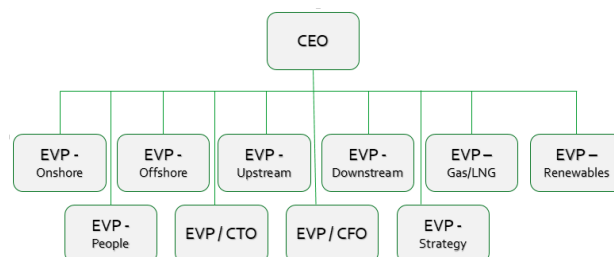 CEO
EVP -
Onshore
EVP -
Offshore
EVP -
Upstream
EVP -
Downstream
EVP –
Gas/LNG
EVP –
Renewables
EVP -
People
EVP / CTO
EVP / CFO
EVP -
Strategy